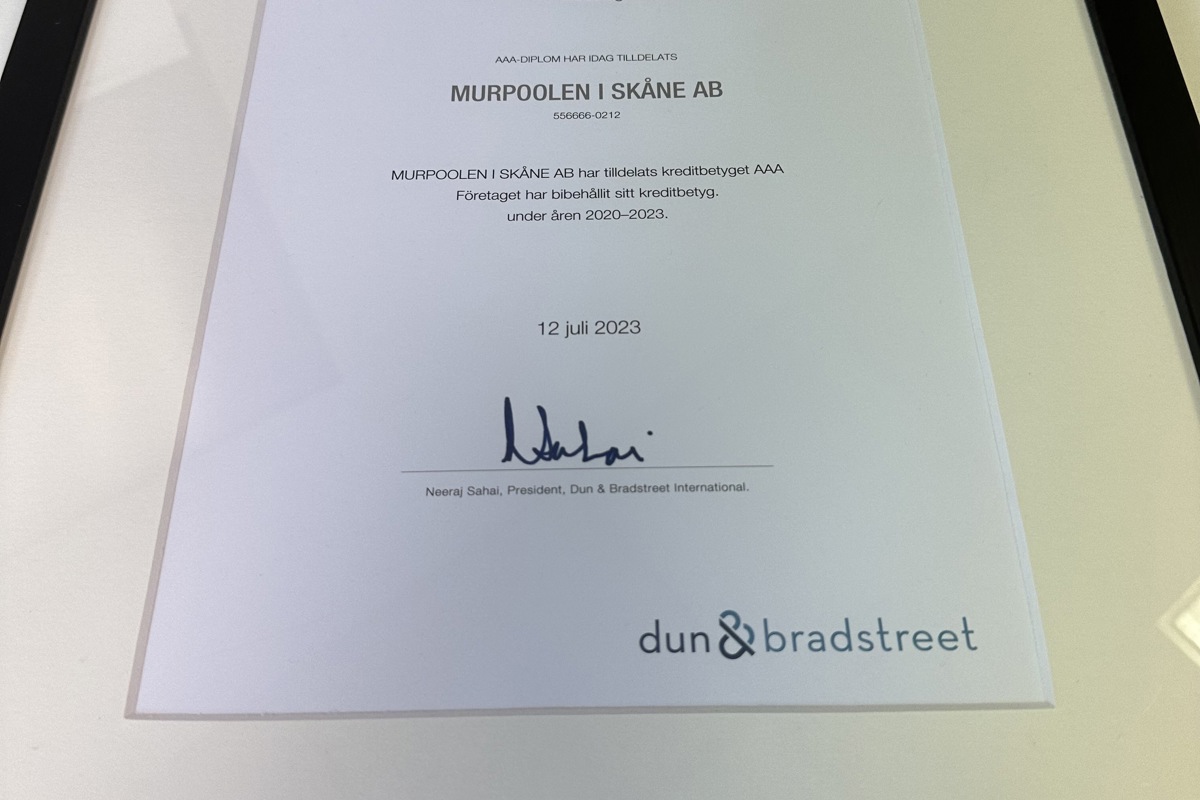 AAA-DIPLOM HAR IDAG TILLDELATS
MURPOOLEN I SKÅNE AB
556666-0212
MURPOOLEN I SKÅNE AB har tilldelats kreditbetyget AAA
Företaget har bibehållit sitt kreditbetyg.
under åren 2020–2023.
12 juli 2023
Neeraj Sahai, President, Dun & Bradstreet International.
dun & bradstreet